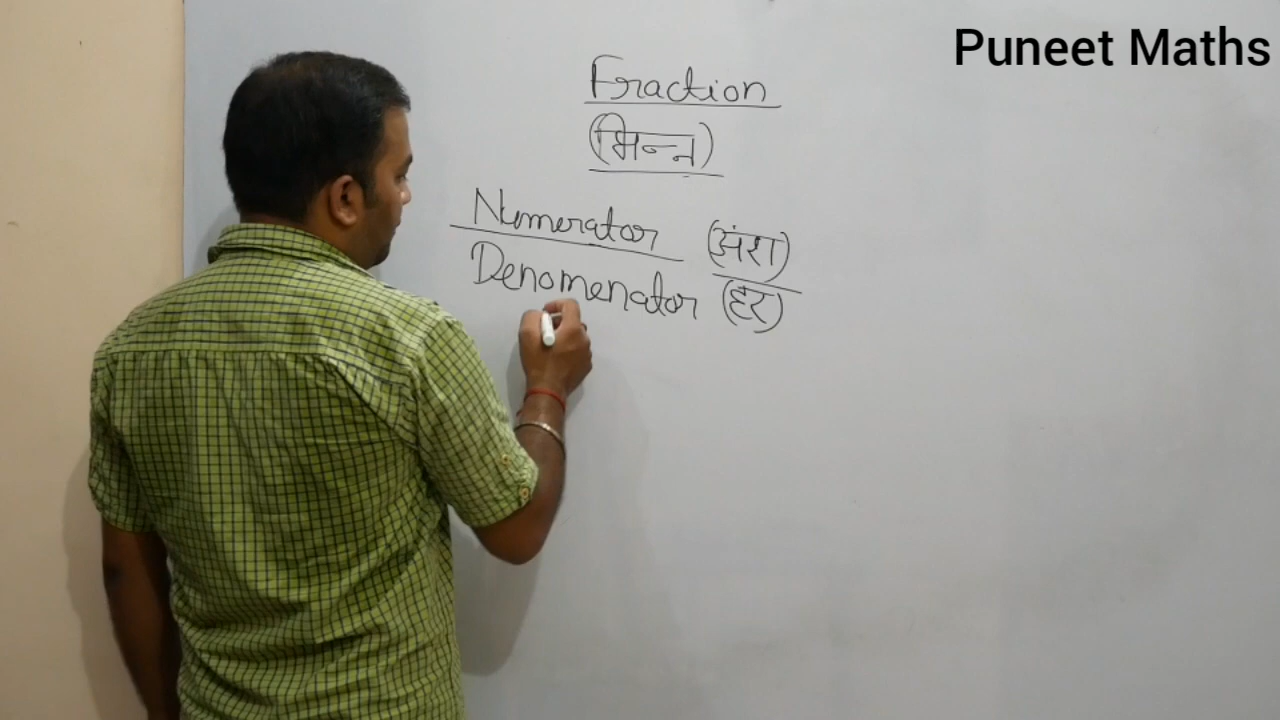 Puneet Maths
Fraction
(भिन्न)
Numerator (अंश)
Denomenator (हर)